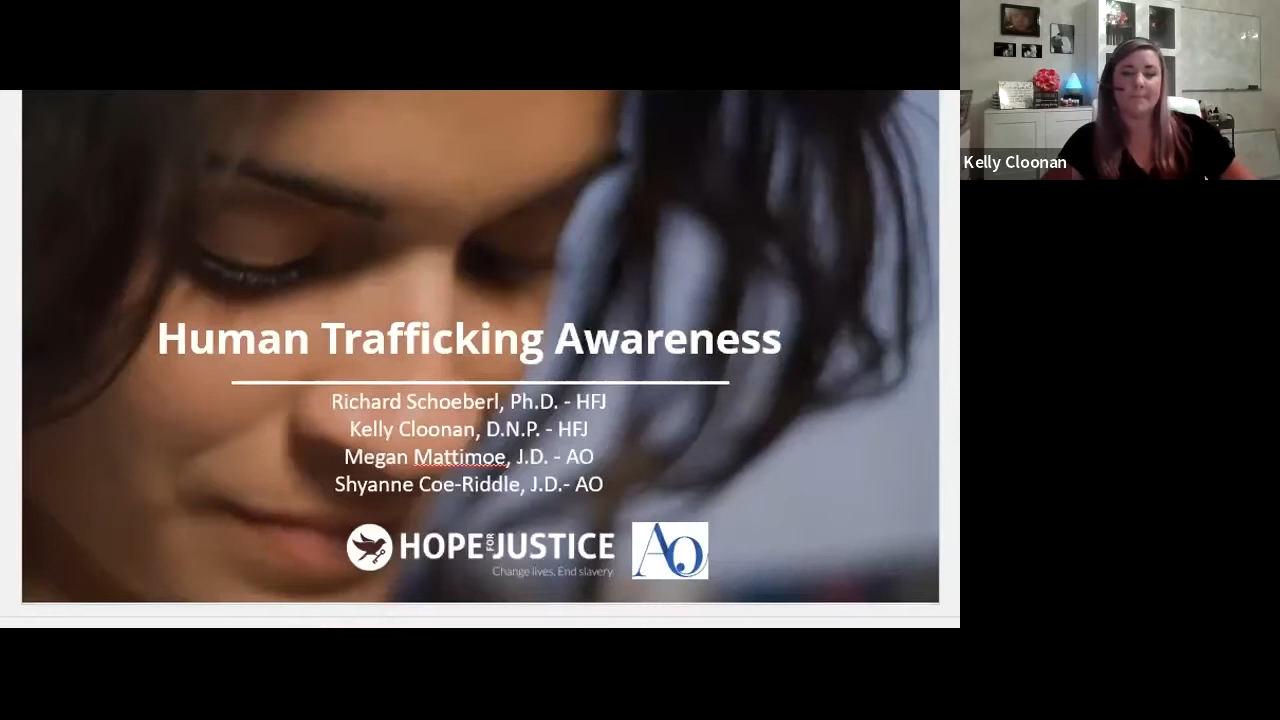 Human Trafficking Awareness
Richard Schoeberl, Ph.D. - HFJ
Kelly Cloonan, D.N.P. - HFJ
Megan Mattimoe, J.D. - AO
Shyanne Coe-Riddle, J.D.- AO
HOPE FOR JUSTICE
Change lives. End slavery.
AO
Kelly Cloonan